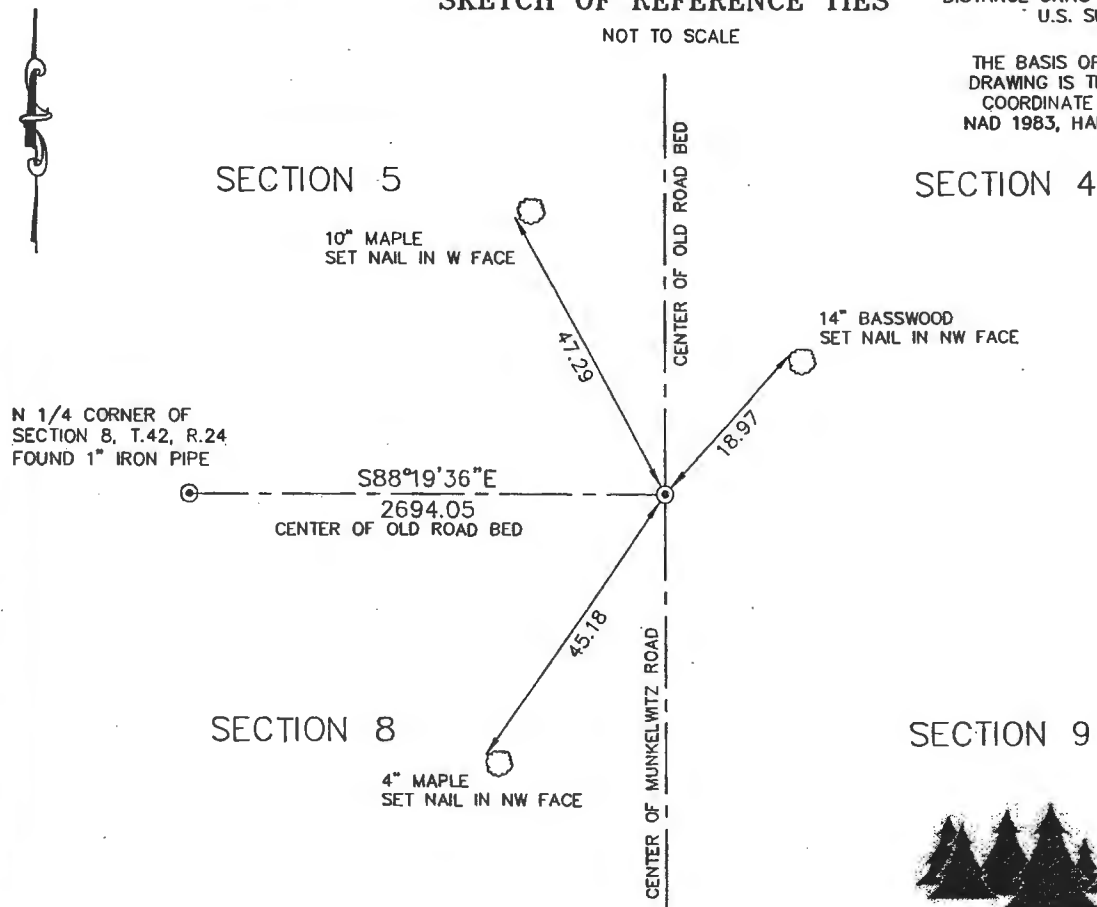 SKETCH OF REFERENCE TIES
NOT TO SCALE
U.S.
THE BASIS OF
DRAWING IS
COORDINATE
NAD 1983,
SECTION 5
SECTION 4
CENTER OF OLD ROAD BED
10" MAPLE
SET NAIL IN W FACE
14" BASSWOOD
SET NAIL IN NW FACE
47.29
18.97
N 1/4 CORNER OF
SECTION 8, T.42, R.24
FOUND 1" IRON PIPE
S88°19'36"E
2694.05
CENTER OF OLD ROAD BED
45.18
CENTER OF MUNKELWITZ ROAD
SECTION 8
SECTION 9
4" MAPLE
SET NAIL IN NW FACE